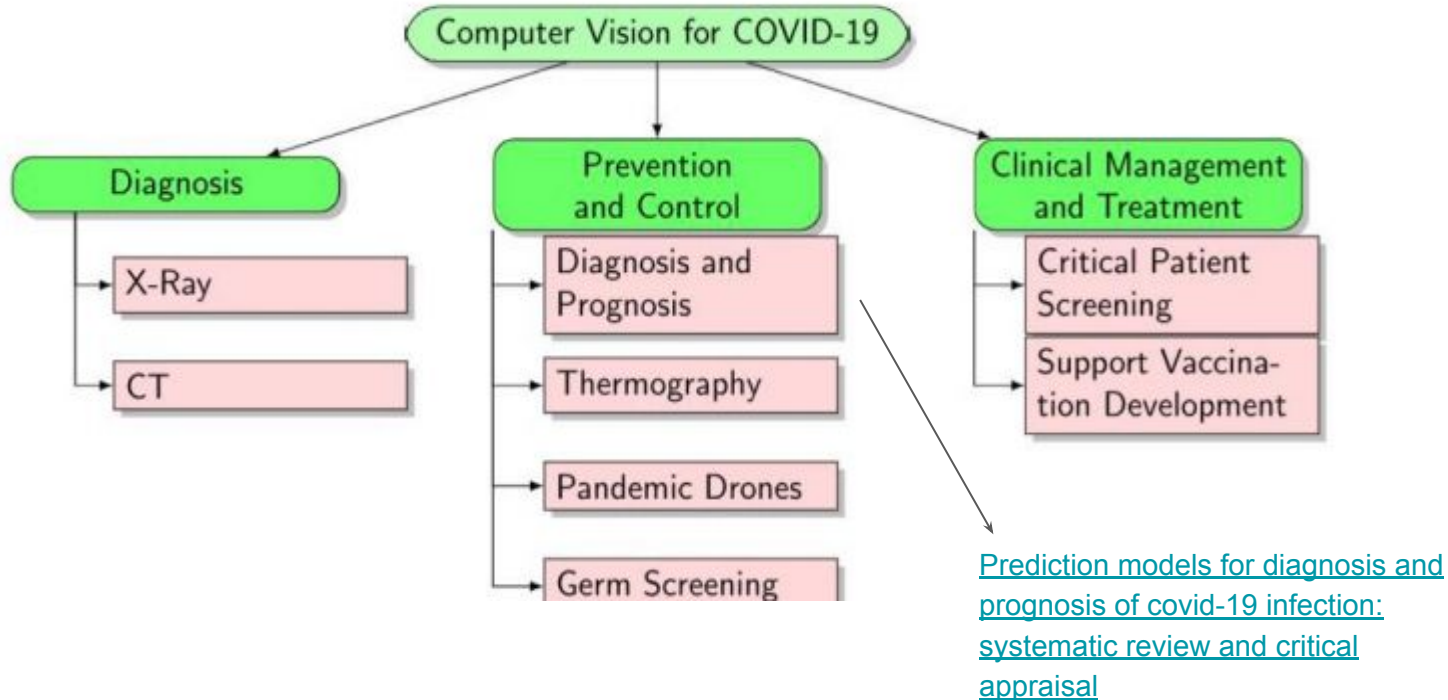 Computer Vision for COVID-19
Diagnosis
X-Ray
CT
Prevention
and Control
Diagnosis and
Prognosis
Thermography
Pandemic Drones
Germ Screening
Clinical Management
and Treatment
Critical Patient
Screening
Support Vaccina-
tion Development
Prediction models for diagnosis and
prognosis of covid-19 infection:
systematic review and critical
appraisal